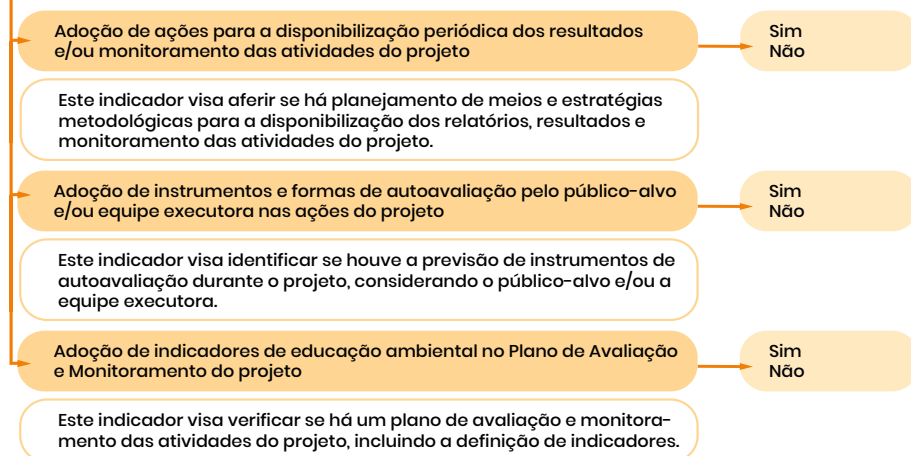 Adoção de ações para a disponibilização periódica dos resultados
e/ou monitoramento das atividades do projeto
Sim
Não
Este indicador visa aferir se há planejamento de meios e estratégias
metodológicas para a disponibilização dos relatórios, resultados e
monitoramento das atividades do projeto.
Adoção de instrumentos e formas de autoavaliação pelo público-alvo
e/ou equipe executora nas ações do projeto
Sim
Não
Este indicador visa identificar se houve a previsão de instrumentos de
autoavaliação durante o projeto, considerando o público-alvo e/ou a
equipe executora.
Adoção de indicadores de educação ambiental no Plano de Avaliação
e Monitoramento do projeto
Sim
Não
Este indicador visa verificar se há um plano de avaliação e monitora-
mento das atividades do projeto, incluindo a definição de indicadores.